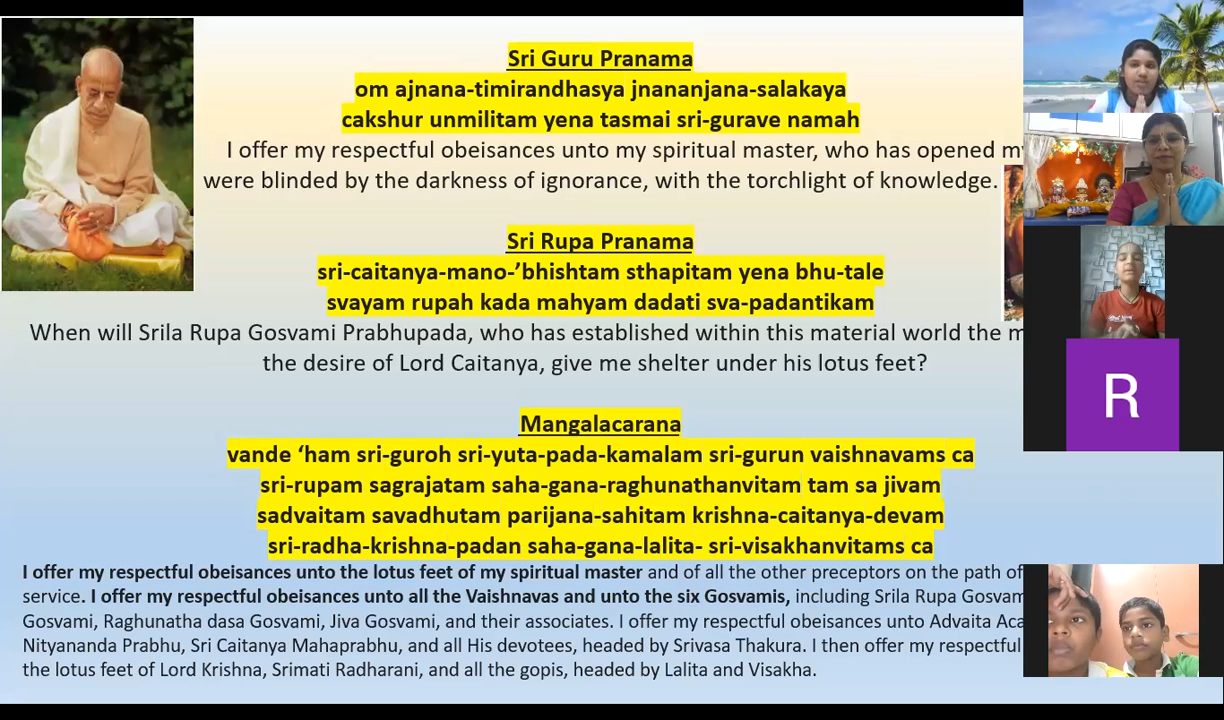 Sri Guru Pranama
om ajnana-timirandhasya jnananjana-salakaya
cakshur unmilitam yena tasmai sri-gurave namah
I offer my respectful obeisances unto my spiritual master, who has opened
were blinded by the darkness of ignorance, with the torchlight of knowledge.
Sri Rupa Pranama
sri-caitanya-mano-’bhishtam sthapitam yena bhu-tale
svayam rupah kada mahyam dadati sva-padantikam
When will Srila Rupa Gosvami Prabhupada, who has established within this material world the
the desire of Lord Caitanya, give me shelter under his lotus feet?
Mangalacarana
vande ‘ham sri-guroh sri-yuta-pada-kamalam sri-gurun vaishnavams ca
sri-rupam sagrajatam saha-gana-raghunathanvitam tam sa jivam
sadvaitam savadhutam parijana-sahitam krishna-caitanya-devam
sri-radha-krishna-padan saha-gana-lalita- sri-visakhanvitams ca
I offer my respectful obeisances unto the lotus feet of my spiritual master and of all the other preceptors on the path of
service. I offer my respectful obeisances unto all the Vaishnavas and unto the six Gosvamis, including Srila Rupa
Gosvami, Raghunatha dasa Gosvami, Jiva Gosvami, and their associates. I offer my respectful obeisances unto Advaita
Nityananda Prabhu, Sri Caitanya Mahaprabhu, and all His devotees, headed by Srivasa Thakura. I then offer my respectful
the lotus feet of Lord Krishna, Srimati Radharani, and all the gopis, headed by Lalita and Visakha.
R